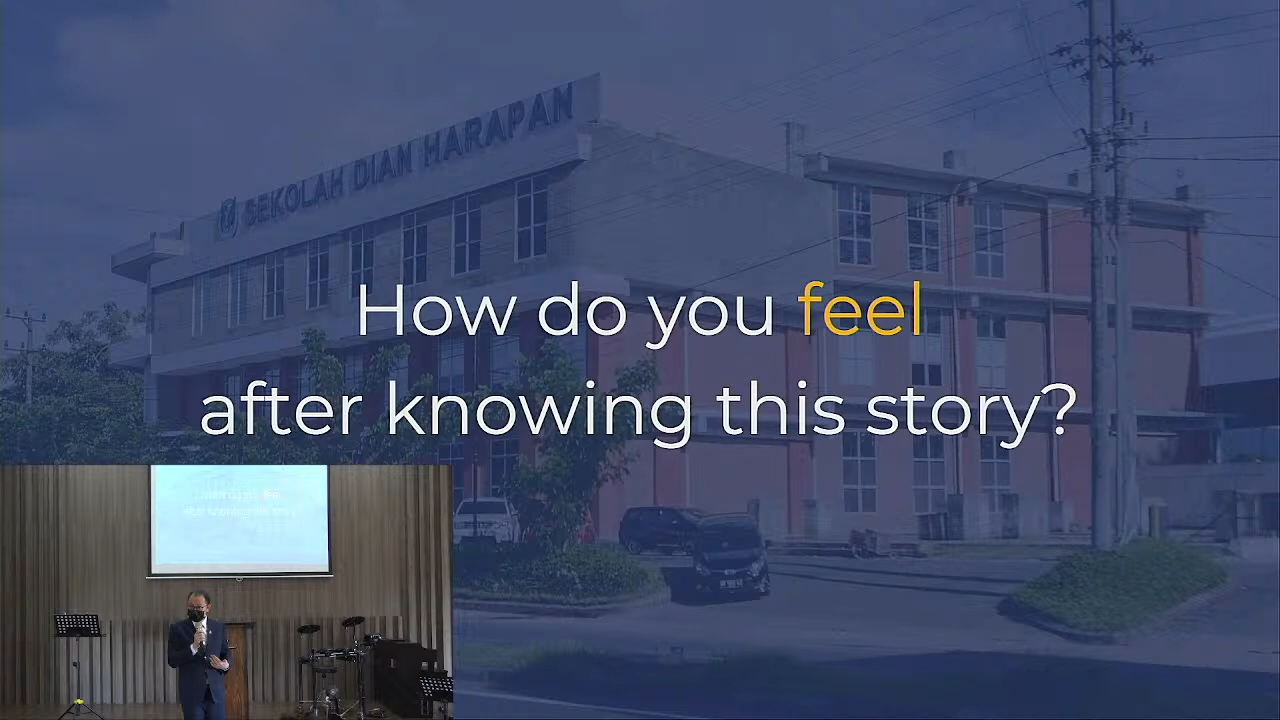 SEKOLAH DIAN HARAPAN
How do you feel
after knowing this story?